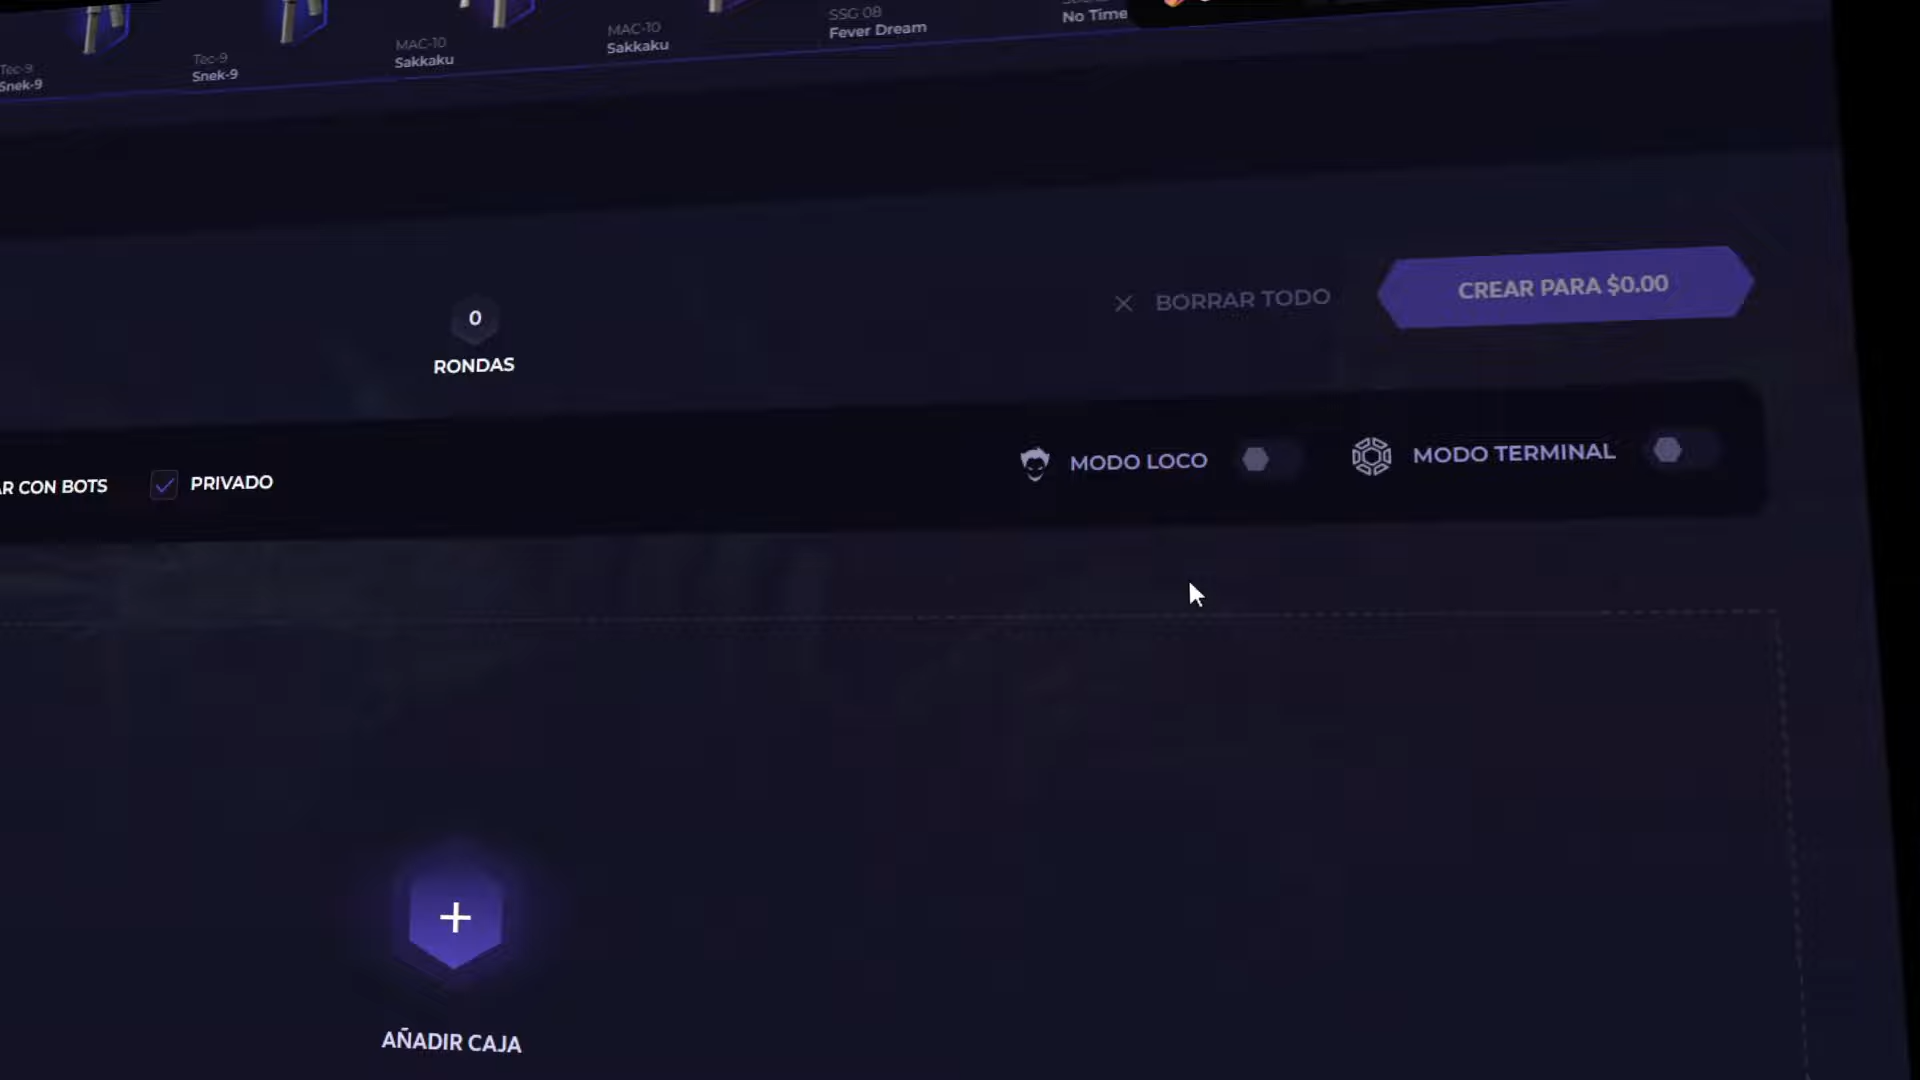 Tec-9
Snek-9
Tec-9
Snek-9
MAC-10
Sakkaku
MAC-10
Sakkaku
SSG 08
Fever Dream
No Time
0
RONDAS
BORRAR TODO
CREAR PARA $0.00
CON BOTS
PRIVADO
MODO LOCO
MODO TERMINAL
+
AÑADIR CAJA